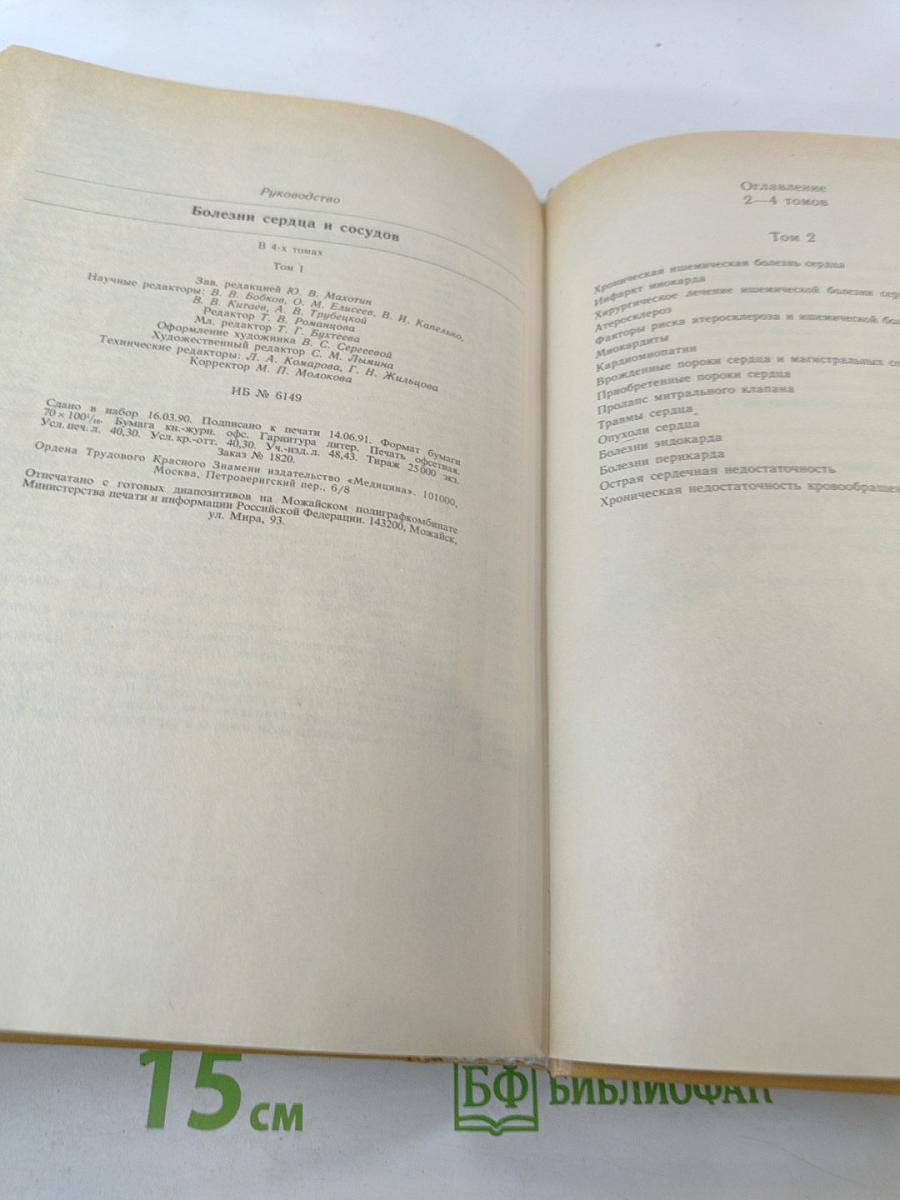 Руководство
Болезни сердца и сосудов
В 4-х томах
Том 1
Зав. редакцией Ю. В. Махотин
Научные редакторы: В. В. Бобков, О. М. Елисеев, В. И. Капелько,
В. В. Китаев, А. В. Трубецкой
Редактор Т. В. Романцова
Мл. редактор Т. Г. Бухтеева
Оформление художника В. С. Сергеевой
Художественный редактор С. М. Лымина
Технические редакторы: Л. А. Комарова, Г. Н. Жильцова
Корректор М. П. Молокова
ИБ № 6149
Сдано в набор 16.03.90. Подписано к печати 14.06.91. Формат бумаги
70 × 100¹/₁₆. Бумага кн.-журн. офс. Гарнитура литер. Печать офсетная.
Усл. печ. л. 40,30. Усл. кр.-отт. 40,30. Уч.-изд. л. 48,43. Тираж 25 000 экз.
Заказ № 1820.
Ордена Трудового Красного Знамени издательство «Медицина». 101000,
Москва, Петроверигский пер., 6/8
Отпечатано с готовых диапозитивов на Можайском полиграфкомбинате
Министерства печати и информации Российской Федерации. 143200, Можайск,
ул. Мира, 93.
Оглавление
2—4 томов
Том 2
Хроническая ишемическая болезнь сердца
Инфаркт миокарда
Хирургическое лечение ишемической болезни
Атеросклероз
Факторы риска атеросклероза и ишемической
Миокардиты
Кардиомиопатии
Врожденные пороки сердца и магистральных
Приобретенные пороки сердца
Пролапс митрального клапана
Травмы сердца
Опухоли сердца
Болезни эндокарда
Болезни перикарда
Острая сердечная недостаточность
Хроническая недостаточность
15 см
БФ БИБЛИОФАН